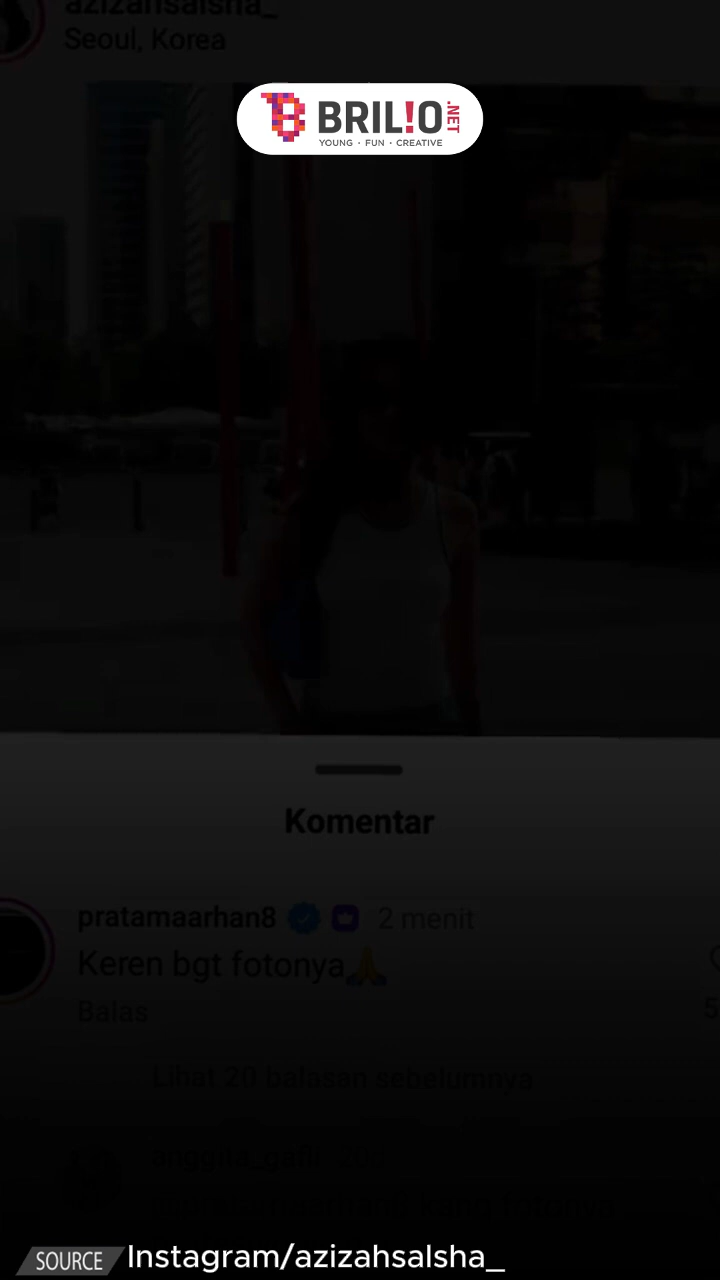 azizahsalsha_
Seoul, Korea
BRIL!O.NET
YOUNG · FUN · CREATIVE
Komentar
pratamaarhan8 2 menit
Keren bgt fotonya🙏
Balas
Lihat 20 balasan sebelumnya
SOURCE Instagram/azizahsalsha_